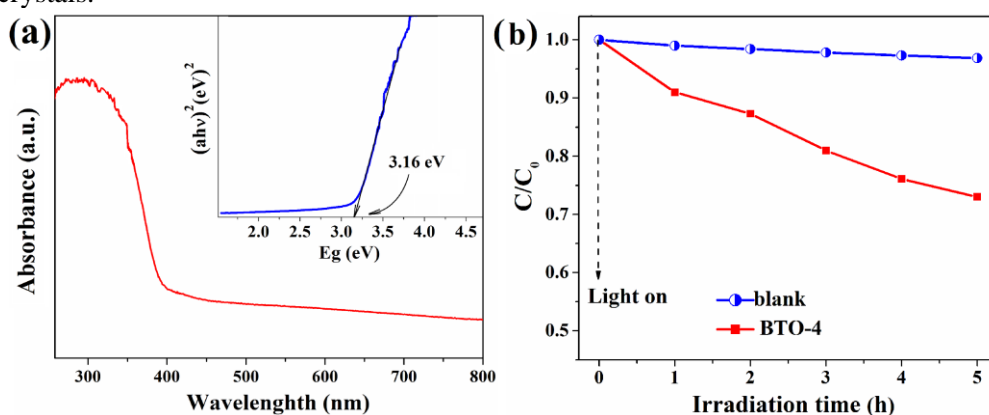 crystals.
(a)
Absorbance (a.u.)
(ahν)² (eV)²
3.16 eV
2.0 2.5 3.0 3.5 4.0 4.5
Eg (eV)
300 400 500 600 700 800
Wavelenghth (nm)
(b)
C/C₀
1.0
0.9
0.8
0.7
0.6
0.5
Light on
blank
BTO-4
0 1 2 3 4 5
Irradiation time (h)